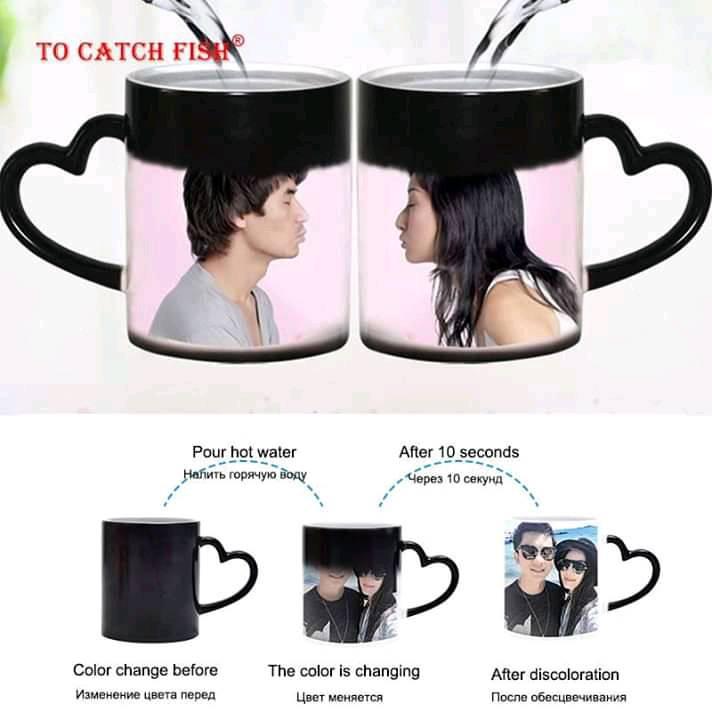 TO CATCH FISH®
Pour hot water
Налить горячую воду
After 10 seconds
Через 10 секунд
Color change before
Изменение цвета перед
The color is changing
Цвет меняется
After discoloration
После обесцвечивания